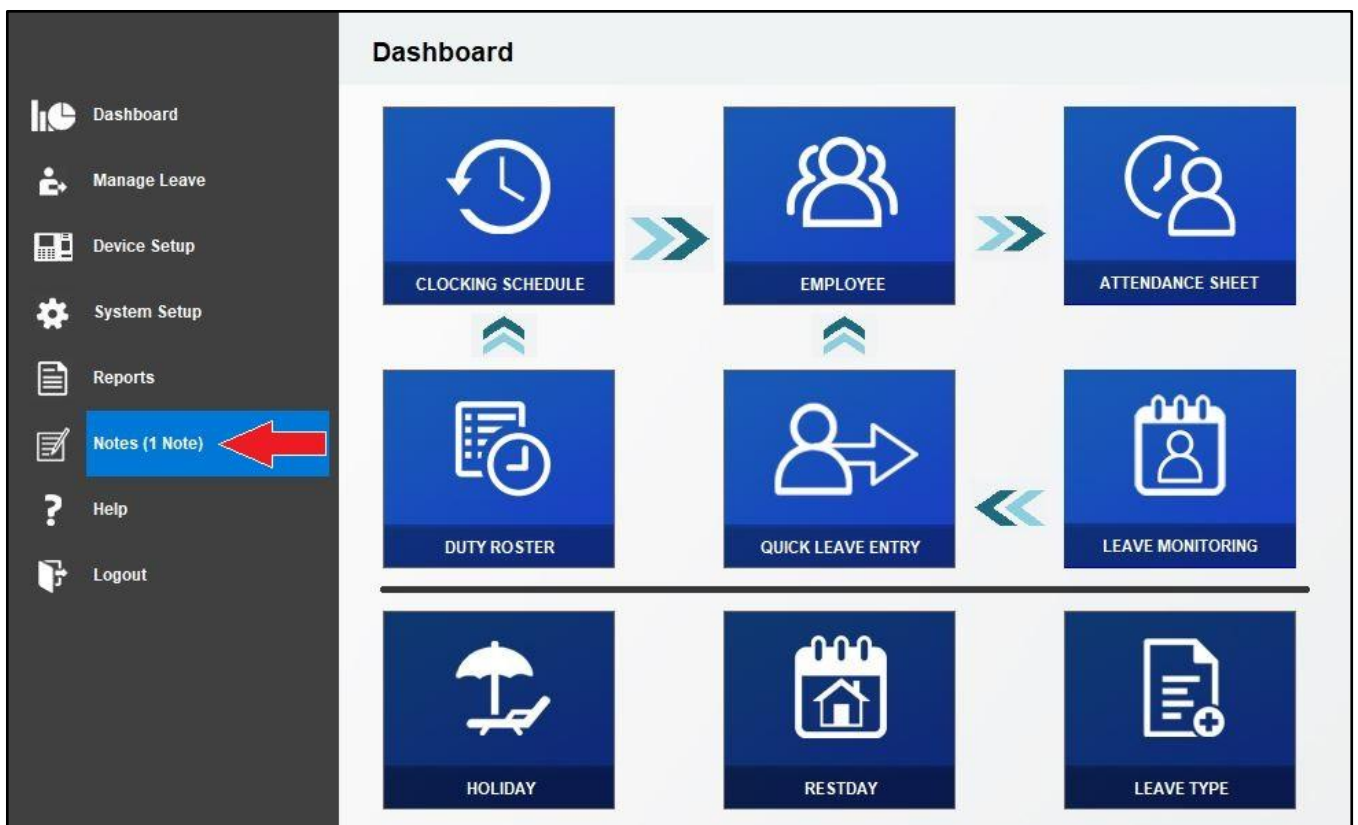 Dashboard
Dashboard
Manage Leave
Device Setup
System Setup
Reports
Notes (1 Note)
Help
Logout
CLOCKING SCHEDULE
EMPLOYEE
ATTENDANCE SHEET
DUTY ROSTER
QUICK LEAVE ENTRY
LEAVE MONITORING
HOLIDAY
RESTDAY
LEAVE TYPE